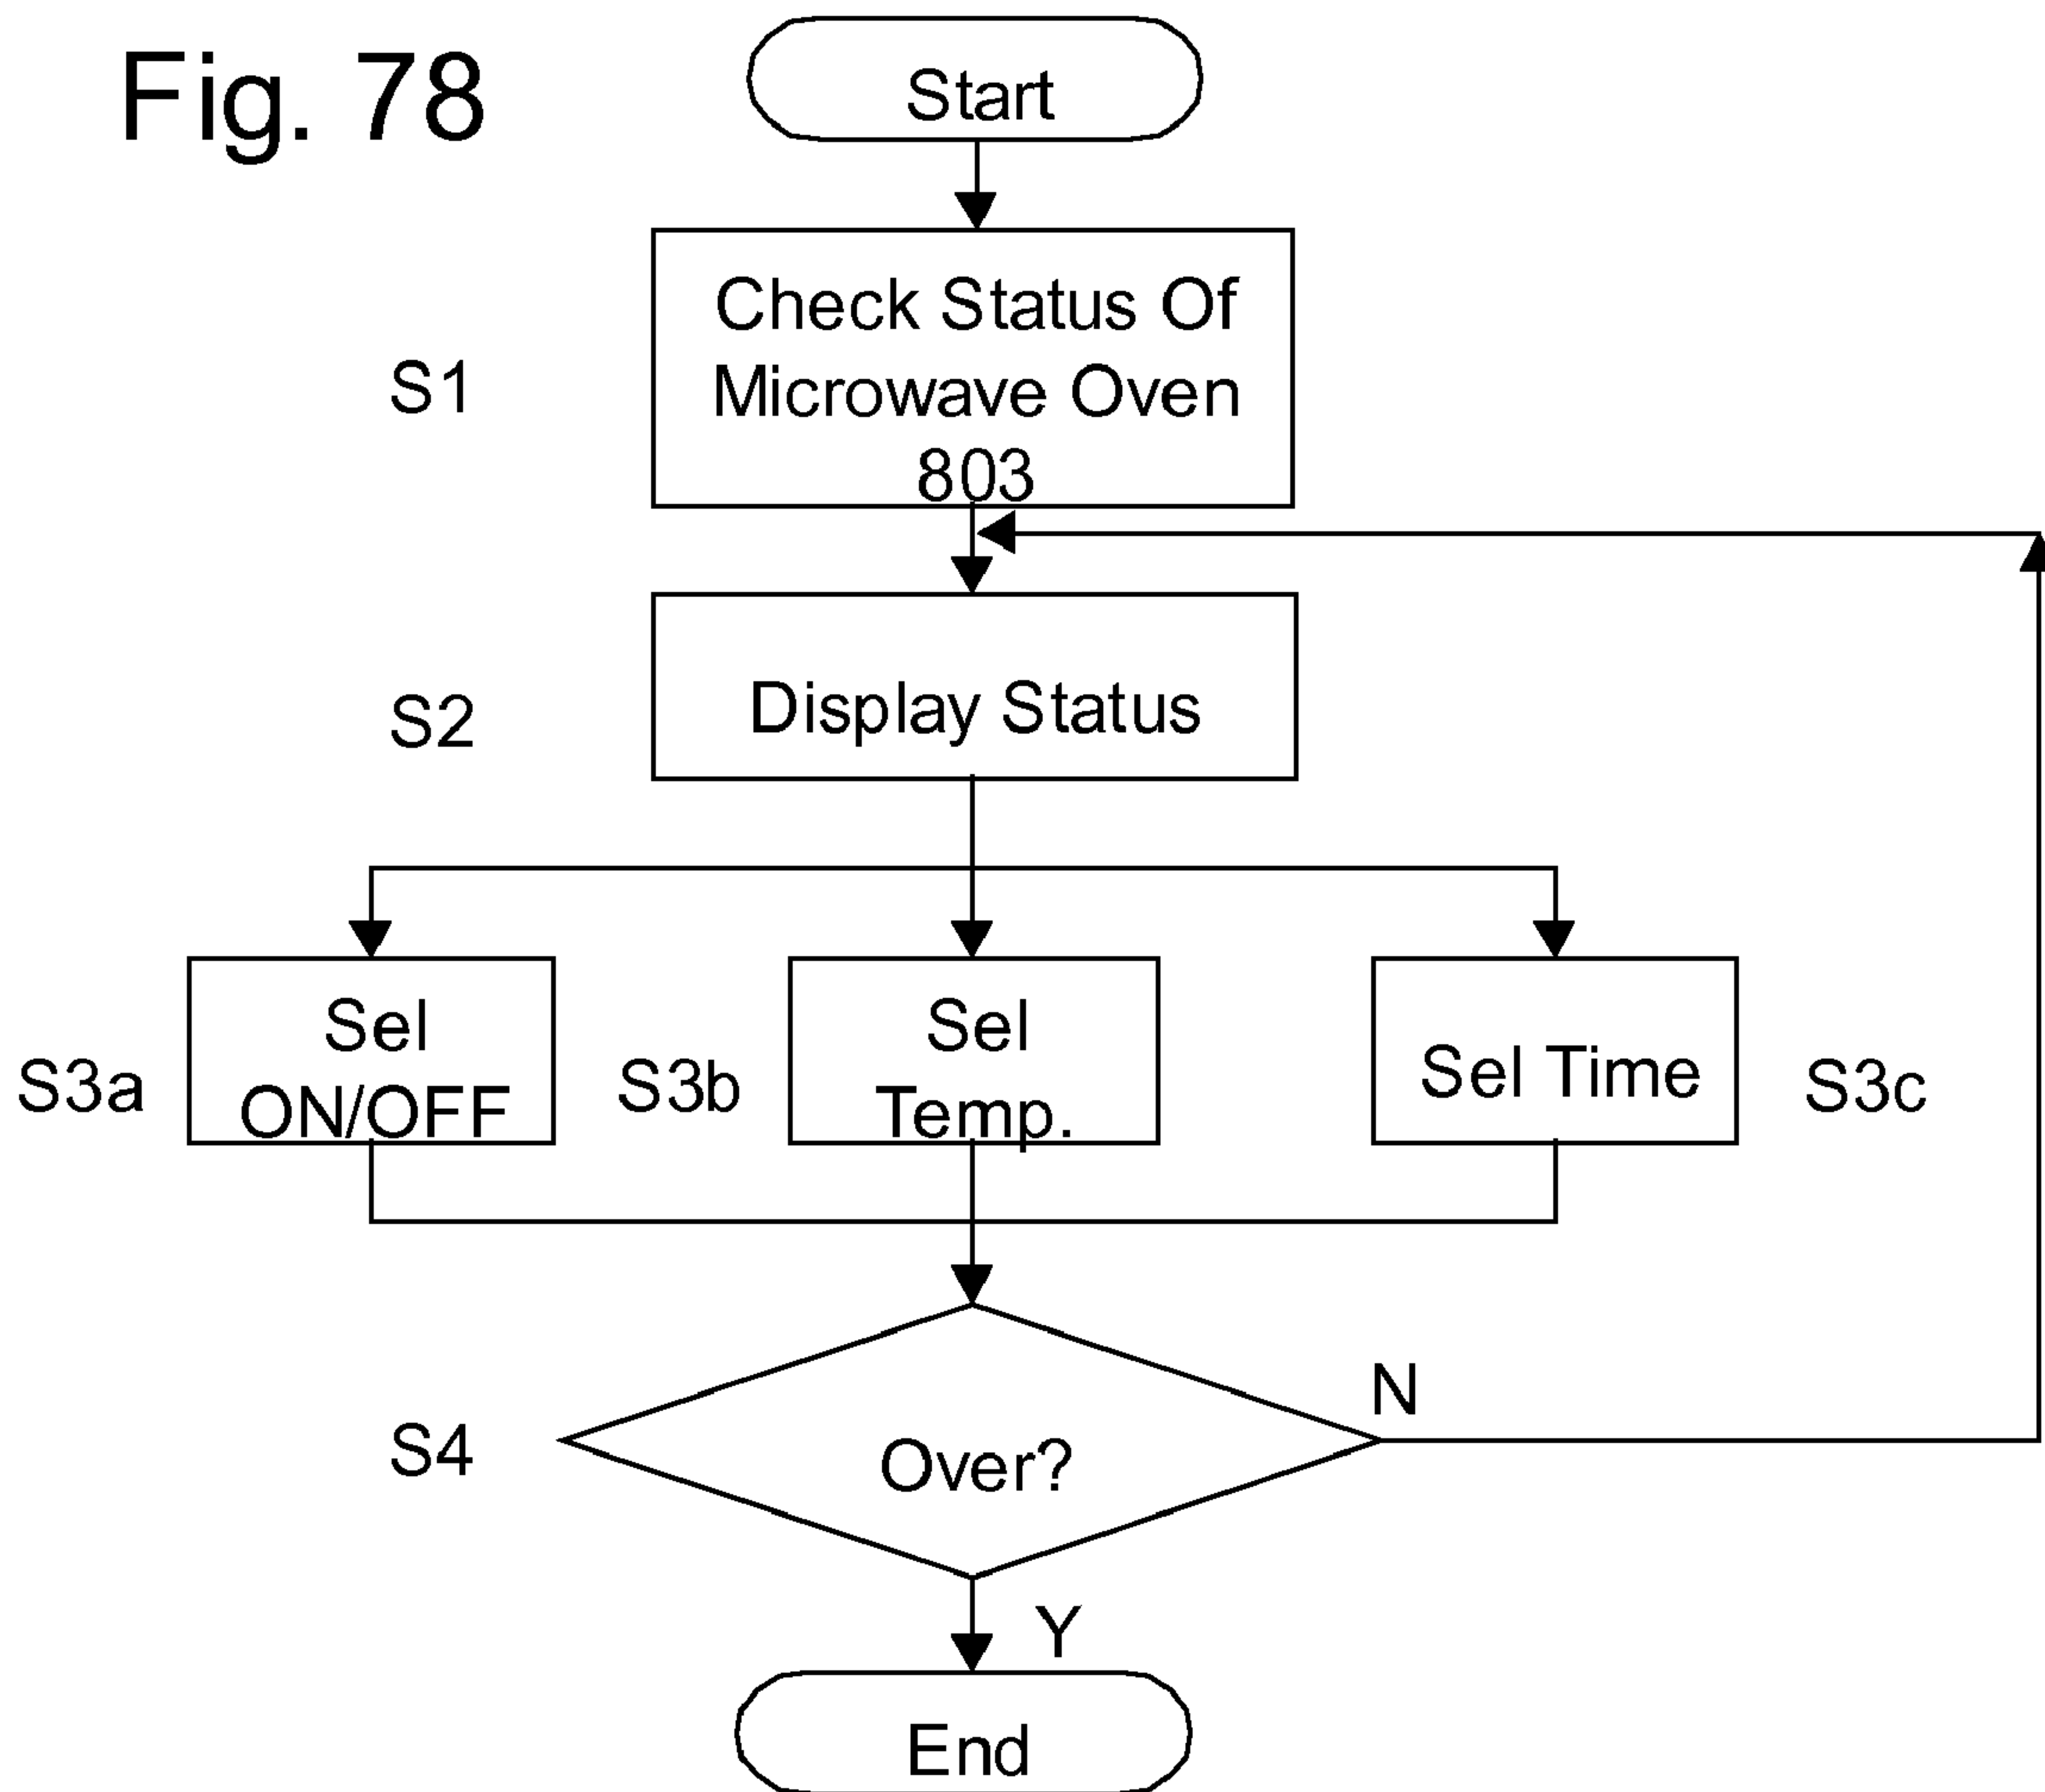 Fig. 78
Start
S1
Check Status Of
Microwave Oven
803
S2
Display Status
S3a
Sel
ON/OFF
S3b
Sel
Temp.
Sel Time
S3c
S4
Over?
N
Y
End